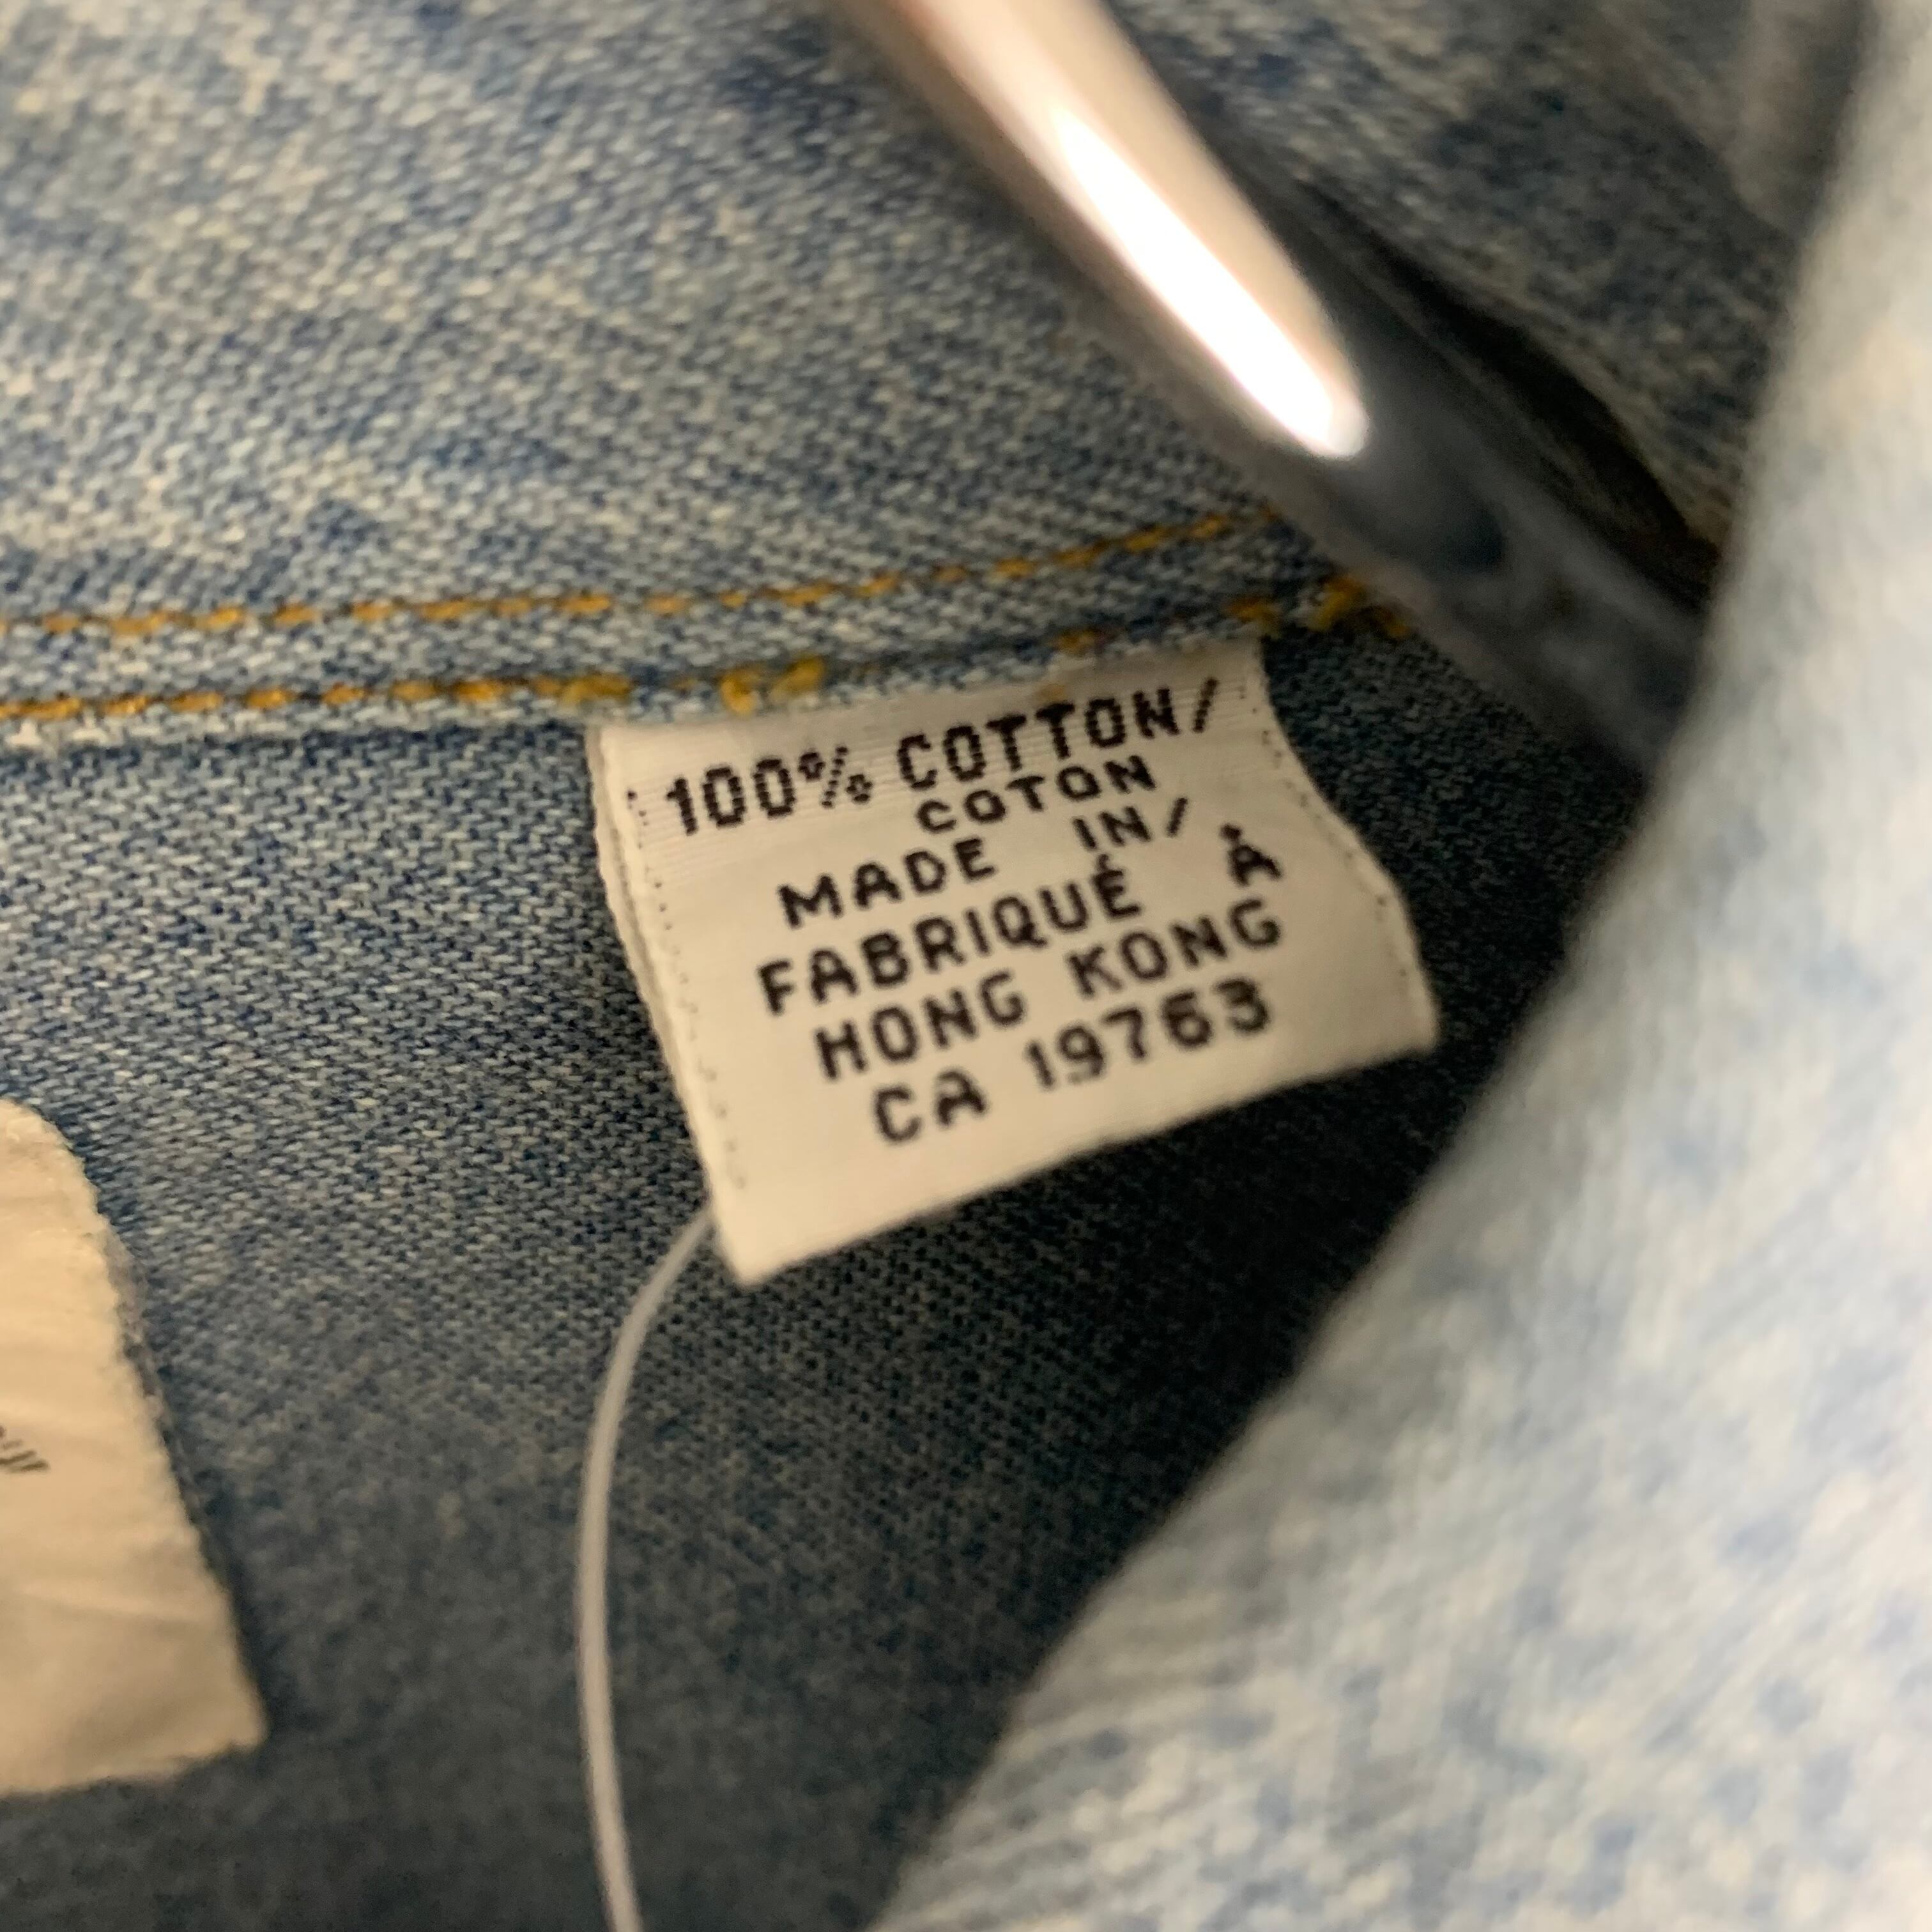 100% COTTON/
COTON
MADE IN/
FABRIQUÉ À
HONG KONG
CA 19763